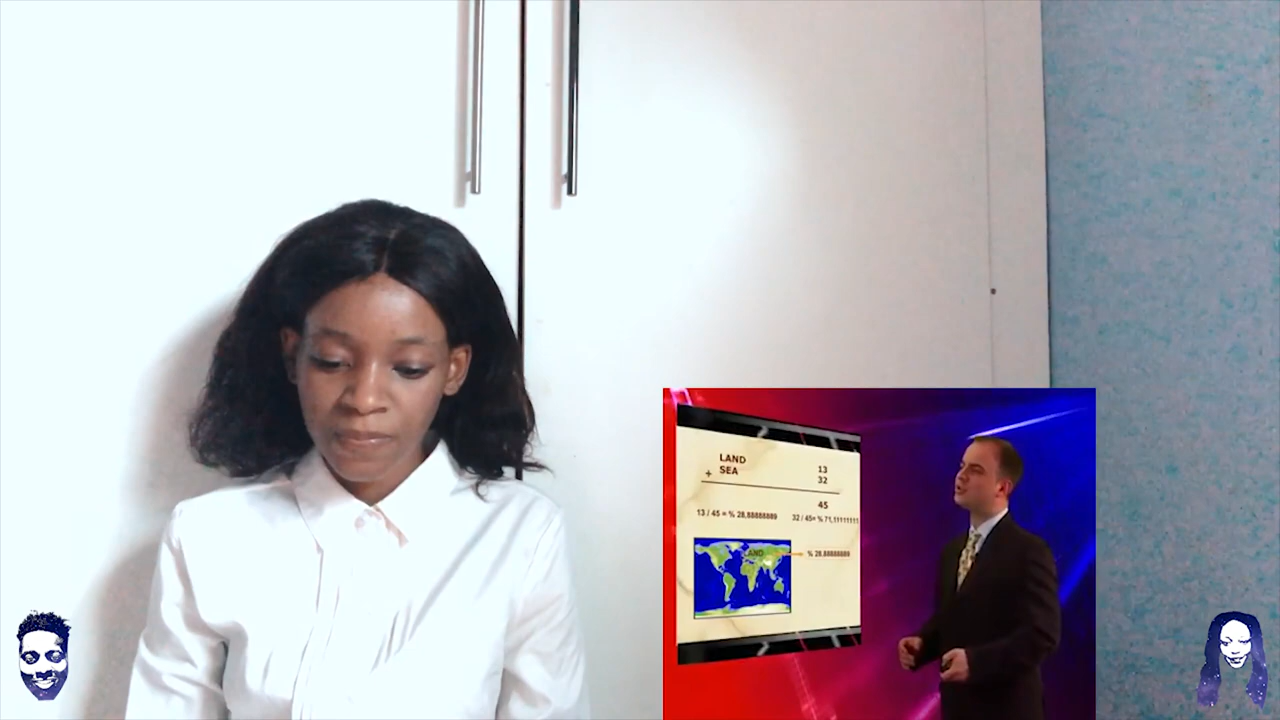 LAND 13
+ SEA 32
45
13 / 45 = % 28,88888889 32 / 45= % 71,11111111
LAND % 28,88888889